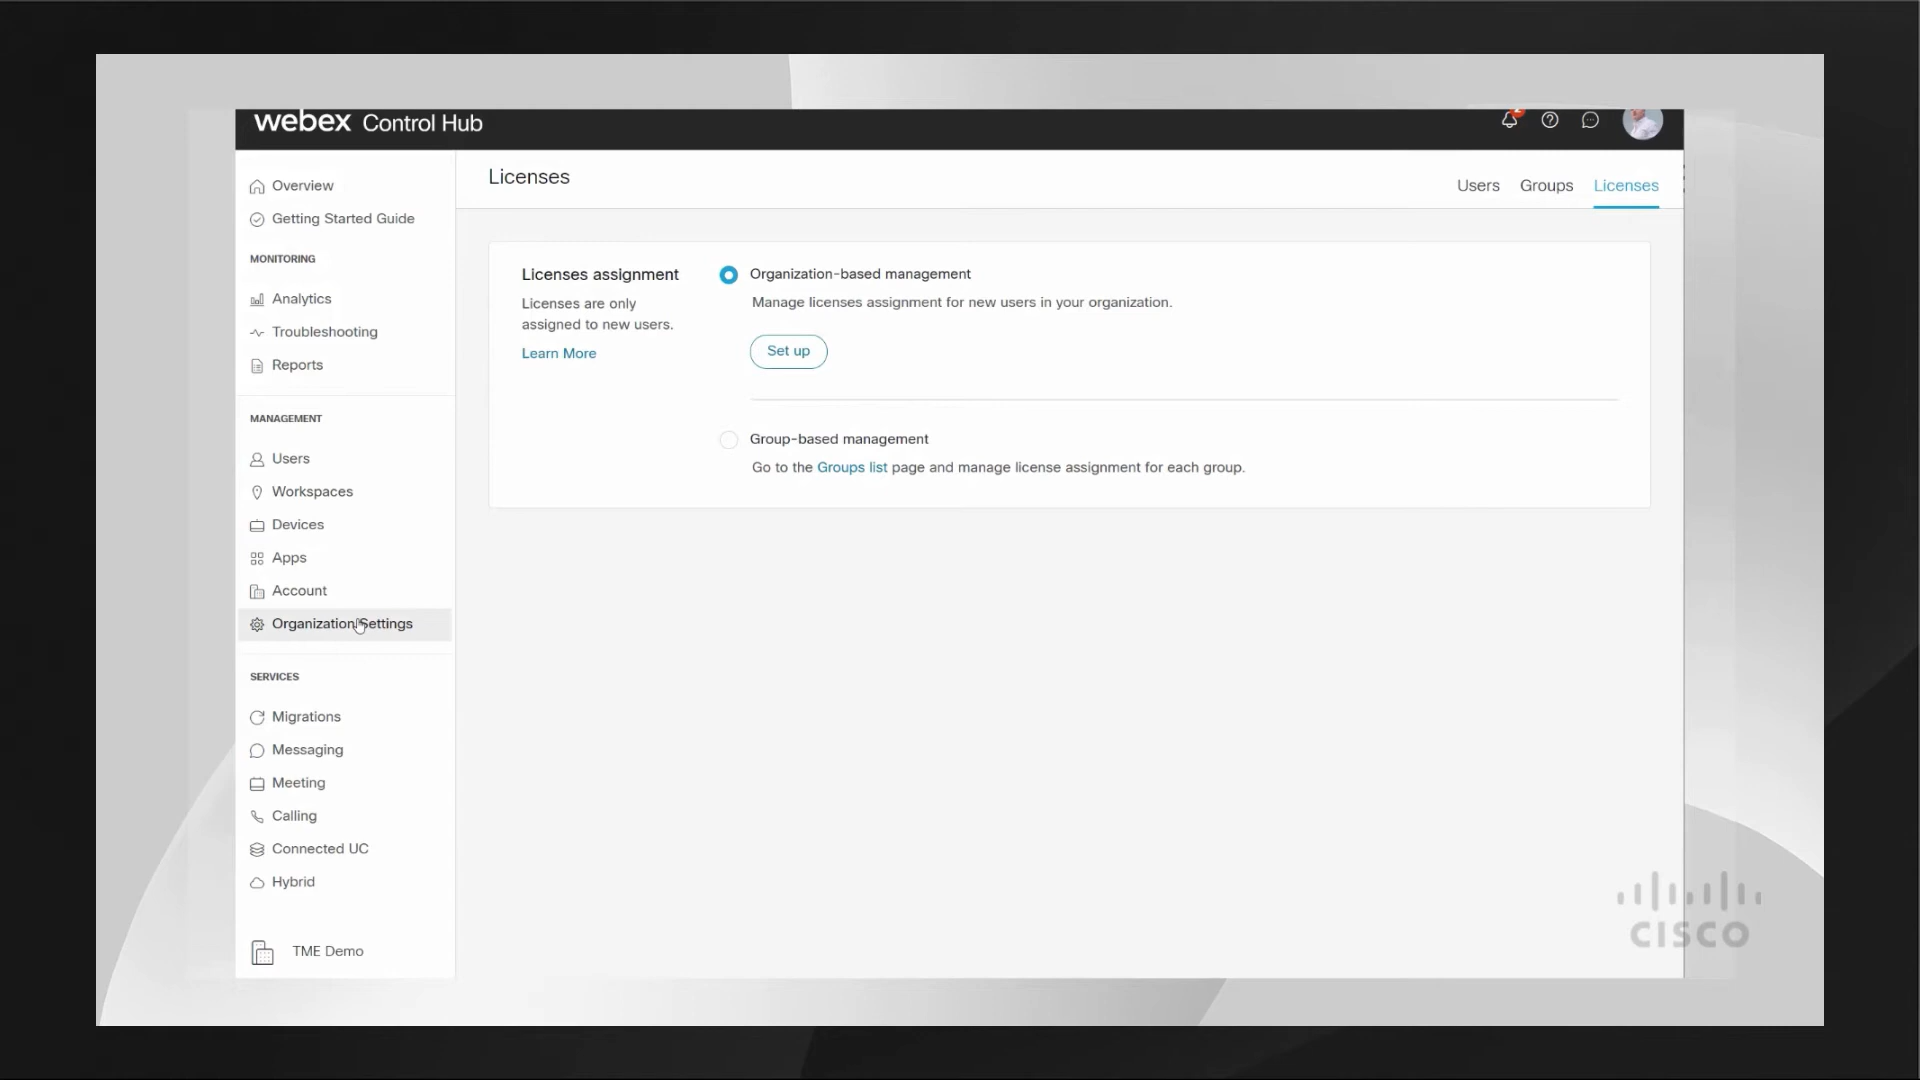 webex Control Hub
Overview
Getting Started Guide
MONITORING
Analytics
Troubleshooting
Reports
MANAGEMENT
Users
Workspaces
Devices
Apps
Account
Organization Settings
SERVICES
Migrations
Messaging
Meeting
Calling
Connected UC
Hybrid
TME Demo
Licenses
Users Groups Licenses
Licenses assignment
Licenses are only
assigned to new users.
Learn More
Organization-based management
Manage licenses assignment for new users in your organization.
Set up
Group-based management
Go to the Groups list page and manage license assignment for each group.
CISCO